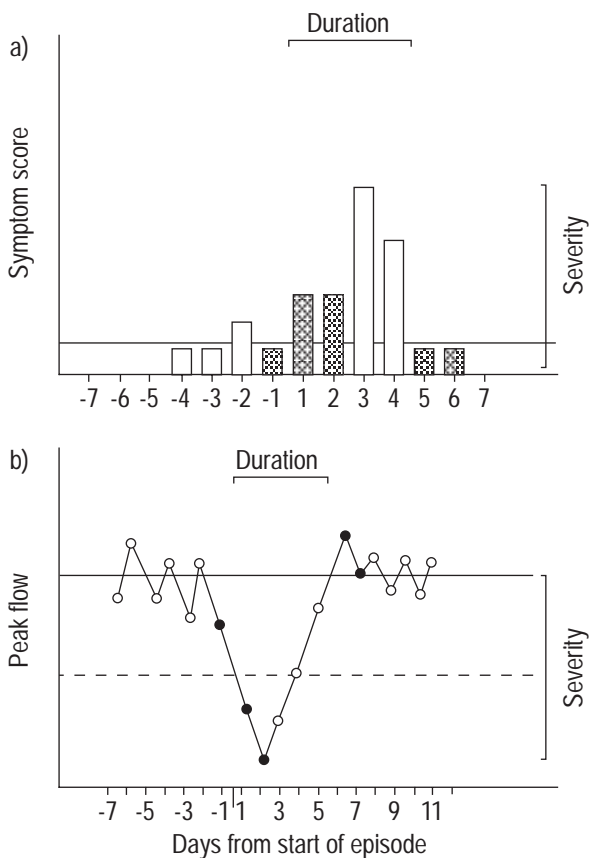 a)
Duration
Symptom score
Severity
-7 -6 -5 -4 -3 -2 -1 1 2 3 4 5 6 7
b)
Duration
Peak flow
Severity
-7 -5 -3 -1 1 3 5 7 9 11
Days from start of episode